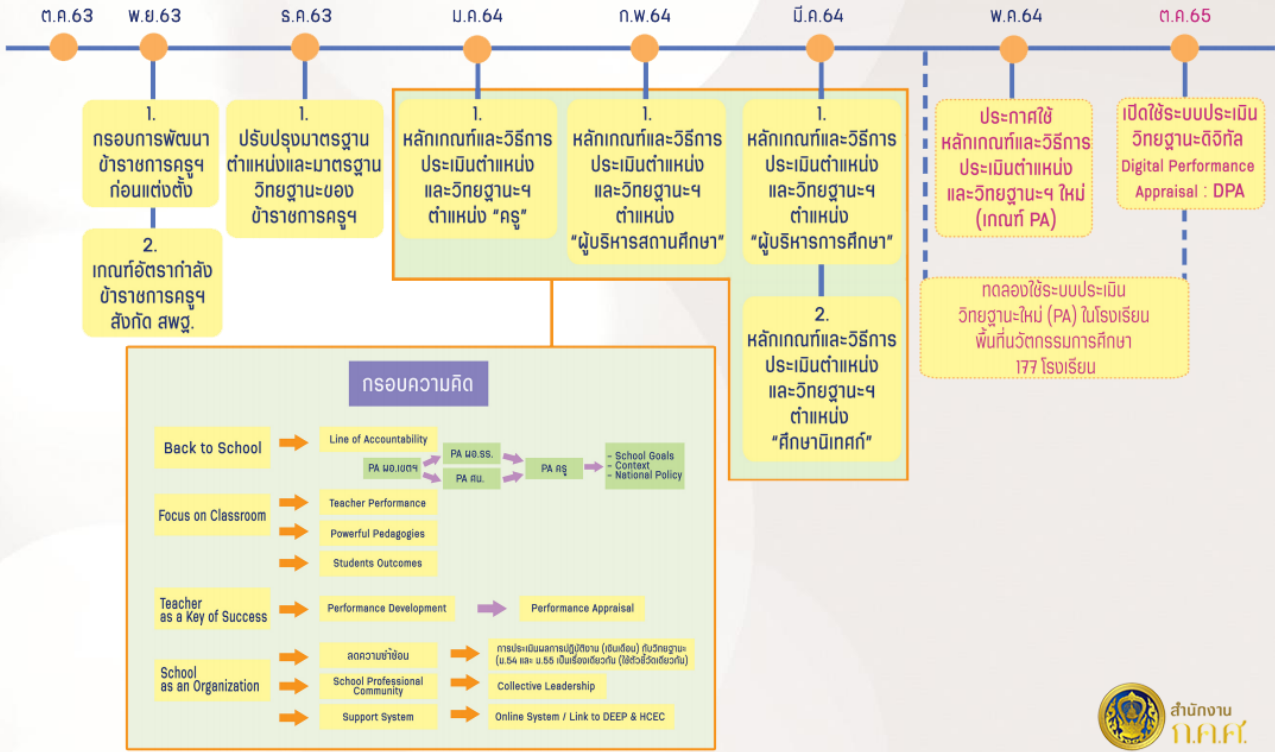 ต.ค.63
พ.ย.63
ธ.ค.63
ม.ค.64
ก.พ.64
มี.ค.64
พ.ค.64
ต.ค.65
1.
กรอบการพัฒนา
ข้าราชการครูฯ
ก่อนแต่งตั้ง
2.
เกณฑ์อัตรากำลัง
ข้าราชการครูฯ
สังกัด สพฐ.
1.
ปรับปรุงมาตรฐาน
ตำแหน่งและมาตรฐาน
วิทยฐานะของ
ข้าราชการครูฯ
1.
หลักเกณฑ์และวิธีการ
ประเมินตำแหน่ง
และวิทยฐานะฯ
ตำแหน่ง "ครู"
1.
หลักเกณฑ์และวิธีการ
ประเมินตำแหน่ง
และวิทยฐานะฯ
ตำแหน่ง
"ผู้บริหารสถานศึกษา"
1.
หลักเกณฑ์และวิธีการ
ประเมินตำแหน่ง
และวิทยฐานะฯ
ตำแหน่ง
"ผู้บริหารการศึกษา"
2.
หลักเกณฑ์และวิธีการ
ประเมินตำแหน่ง
และวิทยฐานะฯ
ตำแหน่ง
"ศึกษานิเทศก์"
ประกาศใช้
หลักเกณฑ์และวิธีการ
ประเมินตำแหน่ง
และวิทยฐานะฯ ใหม่
(เกณฑ์ PA)
เปิดใช้ระบบประเมิน
วิทยฐานะดิจิทัล
Digital Performance
Appraisal : DPA
ทดลองใช้ระบบประเมิน
วิทยฐานะใหม่ (PA) ในโรงเรียน
พื้นที่นวัตกรรมการศึกษา
177 โรงเรียน
กรอบความคิด
Back to School
Line of Accountability
PA ผอ.เขตฯ
PA ผอ.รร.
PA ศน.
PA ครู
- School Goals
- Context
- National Policy
Focus on Classroom
Teacher Performance
Powerful Pedagogies
Students Outcomes
Teacher
as a Key of Success
Performance Development
Performance Appraisal
School
as an Organization
ลดความซ้ำซ้อน
การประเมินผลการปฏิบัติงาน (เงินเดือน) กับวิทยฐานะ
(ม.54 และ ม.55 เป็นเรื่องเดียวกัน (ใช้ตัวชี้วัดเดียวกัน)
School Professional
Community
Collective Leadership
Support System
Online System / Link to DEEP & HCEC
สำนักงาน
ก.ค.ศ.